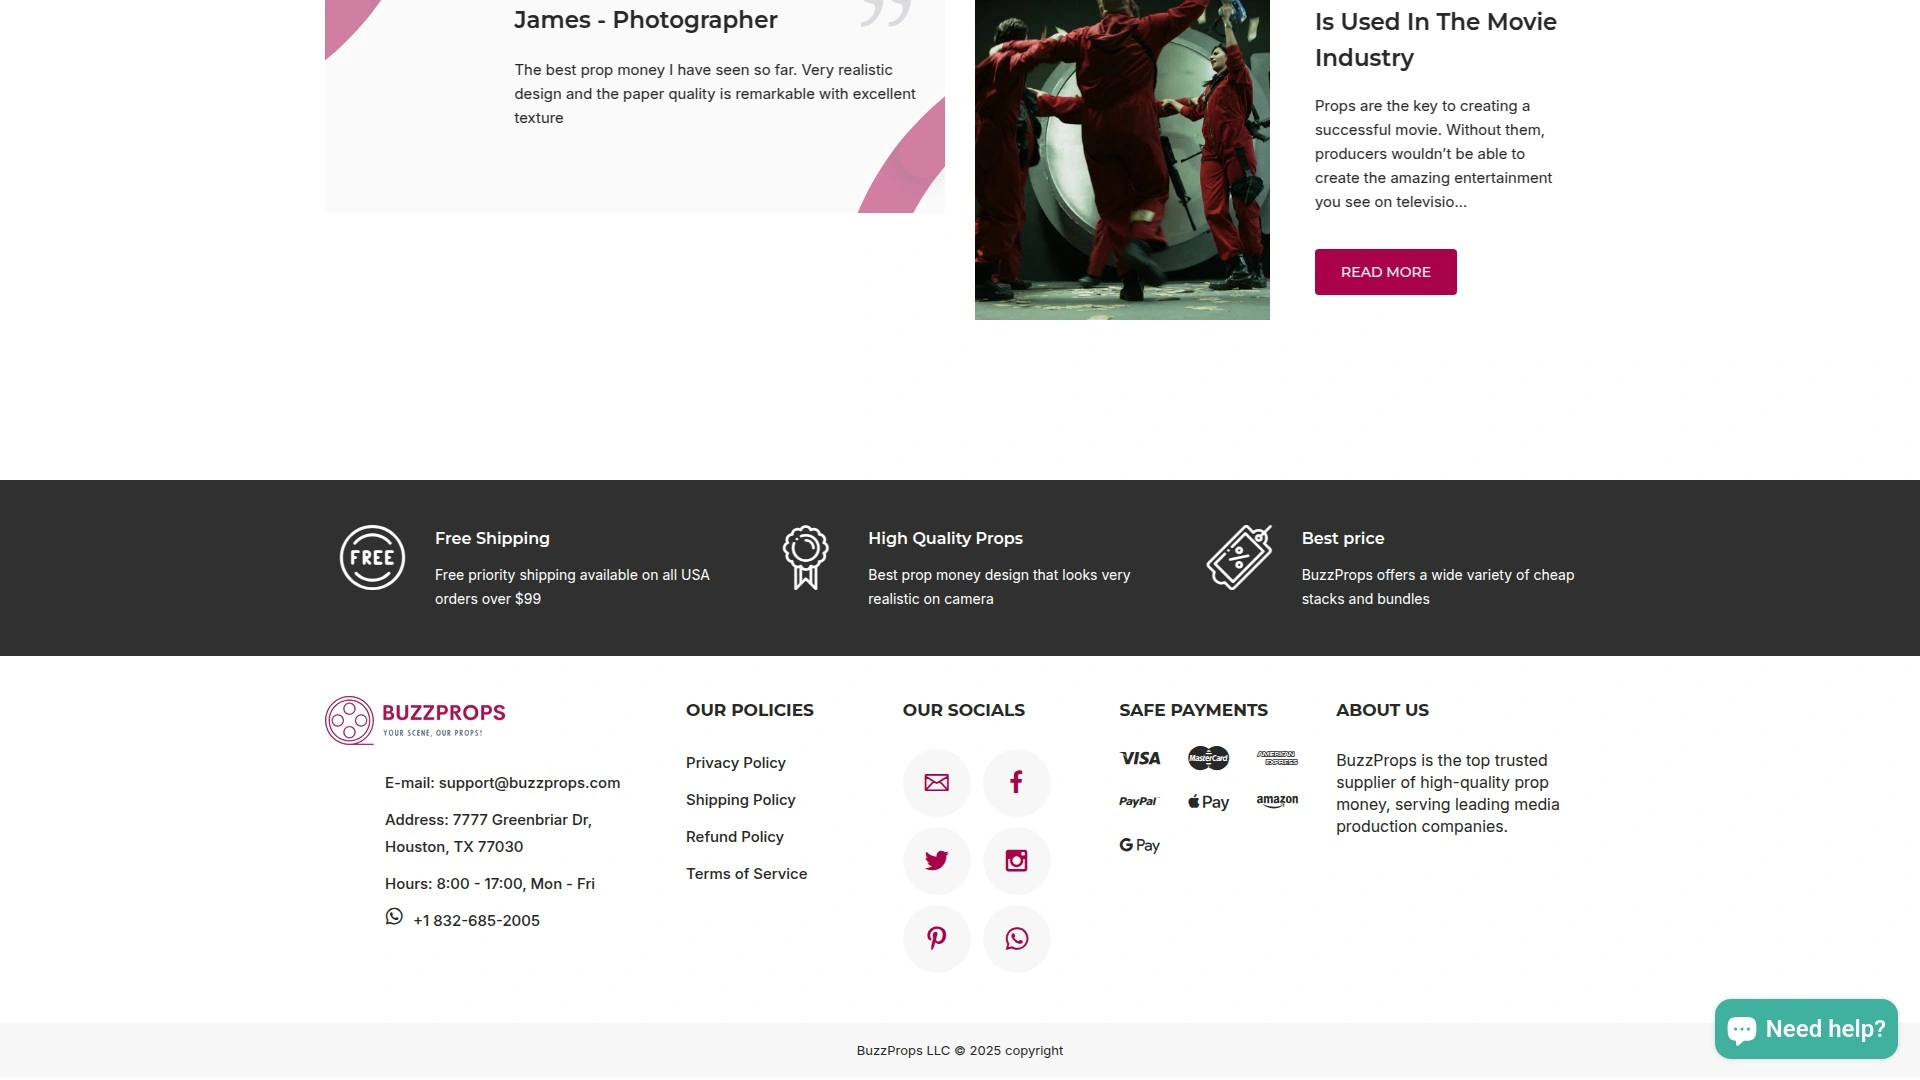 James - Photographer
The best prop money I have seen so far. Very realistic
design and the paper quality is remarkable with excellent
texture
Is Used In The Movie
Industry
Props are the key to creating a
successful movie. Without them,
producers wouldn’t be able to
create the amazing entertainment
you see on televisio...
READ MORE
FREE
Free Shipping
Free priority shipping available on all USA
orders over $99
High Quality Props
Best prop money design that looks very
realistic on camera
Best price
BuzzProps offers a wide variety of cheap
stacks and bundles
BUZZPROPS
YOUR SCENE, OUR PROPS!
E-mail: support@buzzprops.com
Address: 7777 Greenbriar Dr,
Houston, TX 77030
Hours: 8:00 - 17:00, Mon - Fri
+1 832-685-2005
OUR POLICIES
Privacy Policy
Shipping Policy
Refund Policy
Terms of Service
OUR SOCIALS
SAFE PAYMENTS
VISA
MasterCard
AMERICAN
EXPRESS
PayPal
Pay
amazon
G Pay
ABOUT US
BuzzProps is the top trusted
supplier of high-quality prop
money, serving leading media
production companies.
Need help?
BuzzProps LLC © 2025 copyright